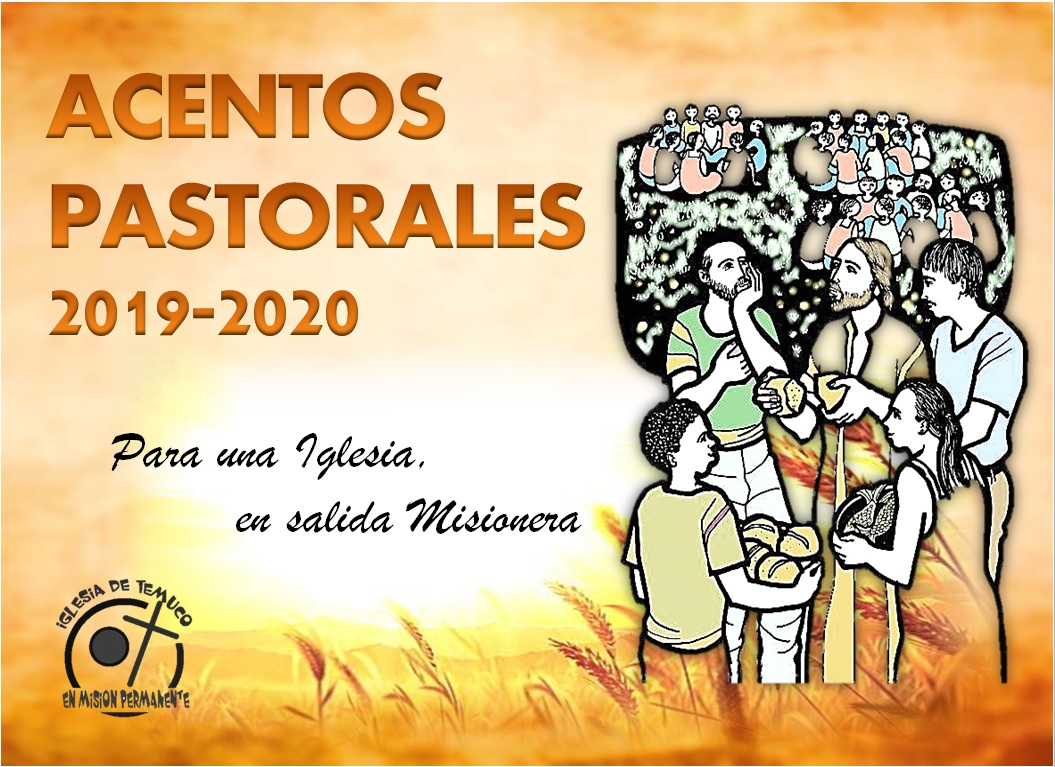 ACENTOS
PASTORALES
2019-2020
Para una Iglesia,
en salida Misionera
IGLESIA DE TEMUCO
EN MISION PERMANENTE